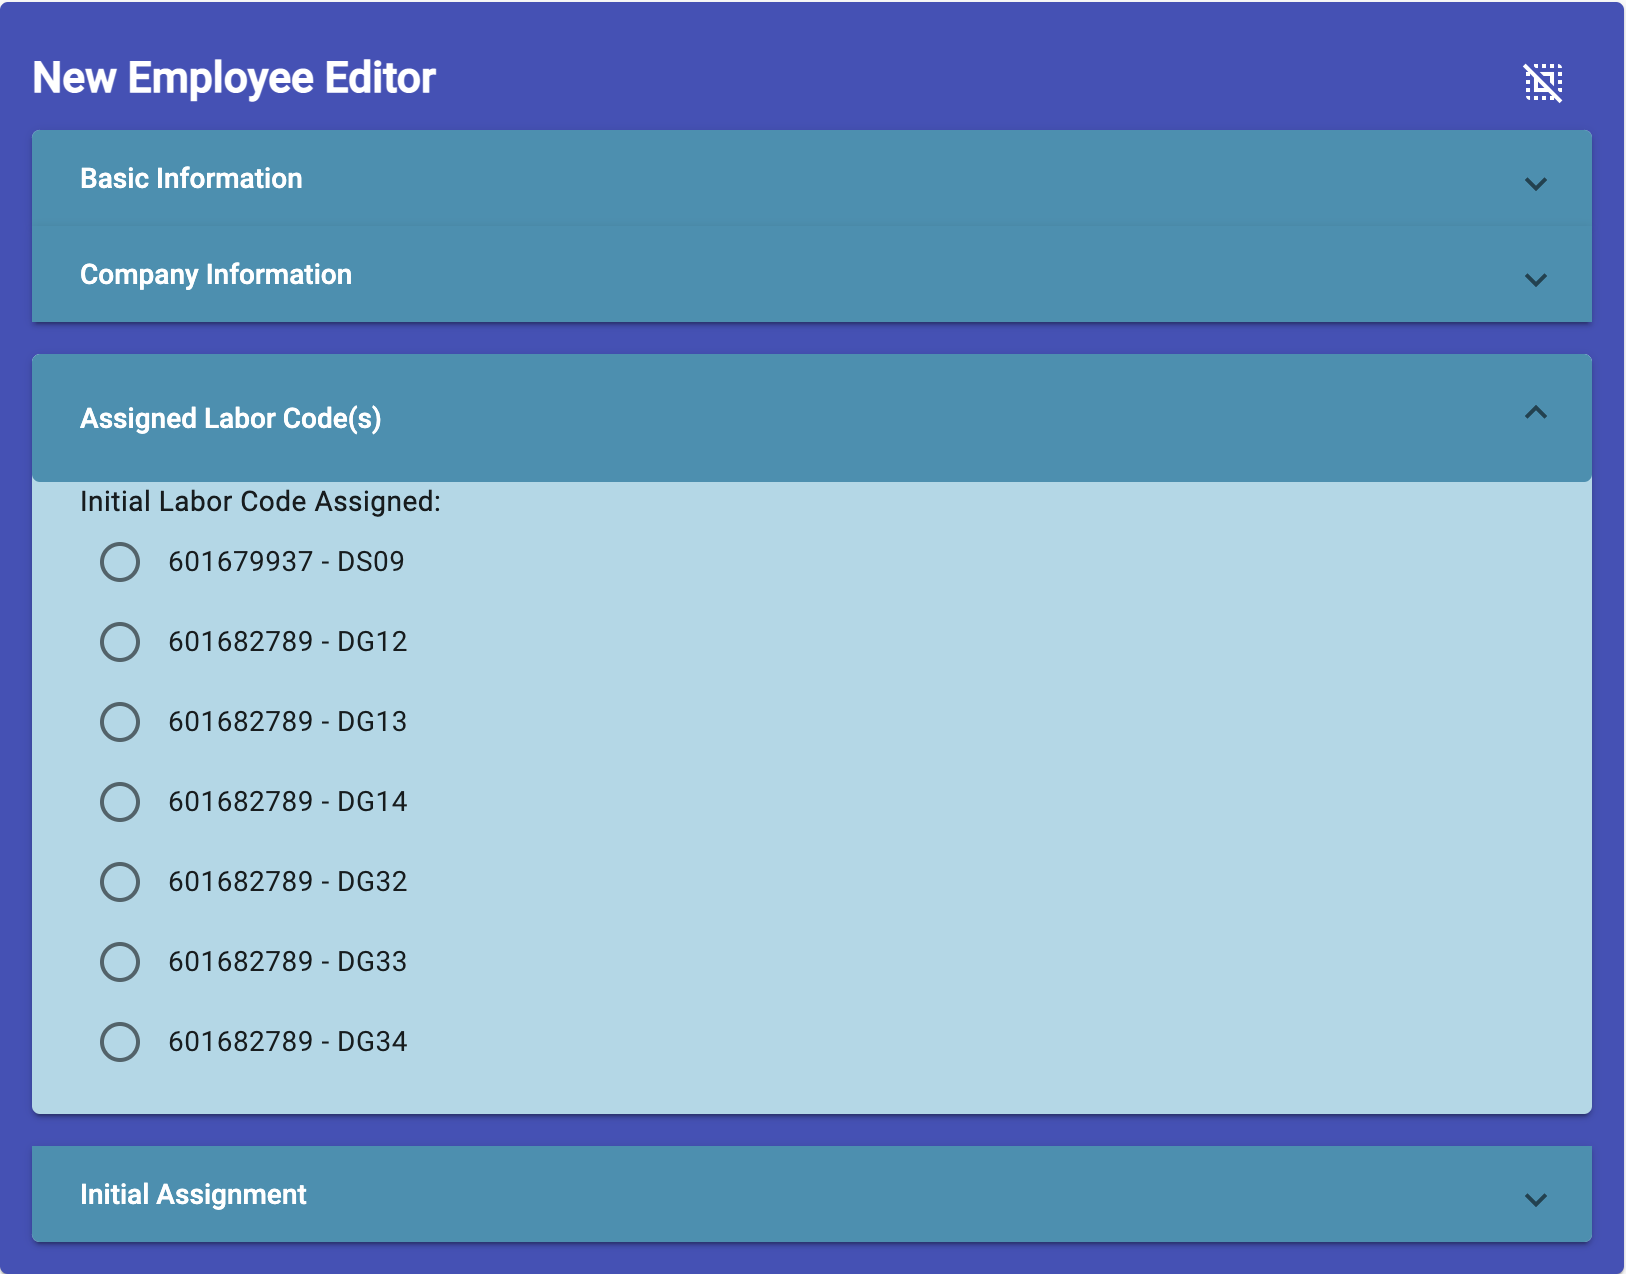 New Employee Editor
Basic Information
Company Information
Assigned Labor Code(s)
Initial Labor Code Assigned:
601679937 - DS09
601682789 - DG12
601682789 - DG13
601682789 - DG14
601682789 - DG32
601682789 - DG33
601682789 - DG34
Initial Assignment